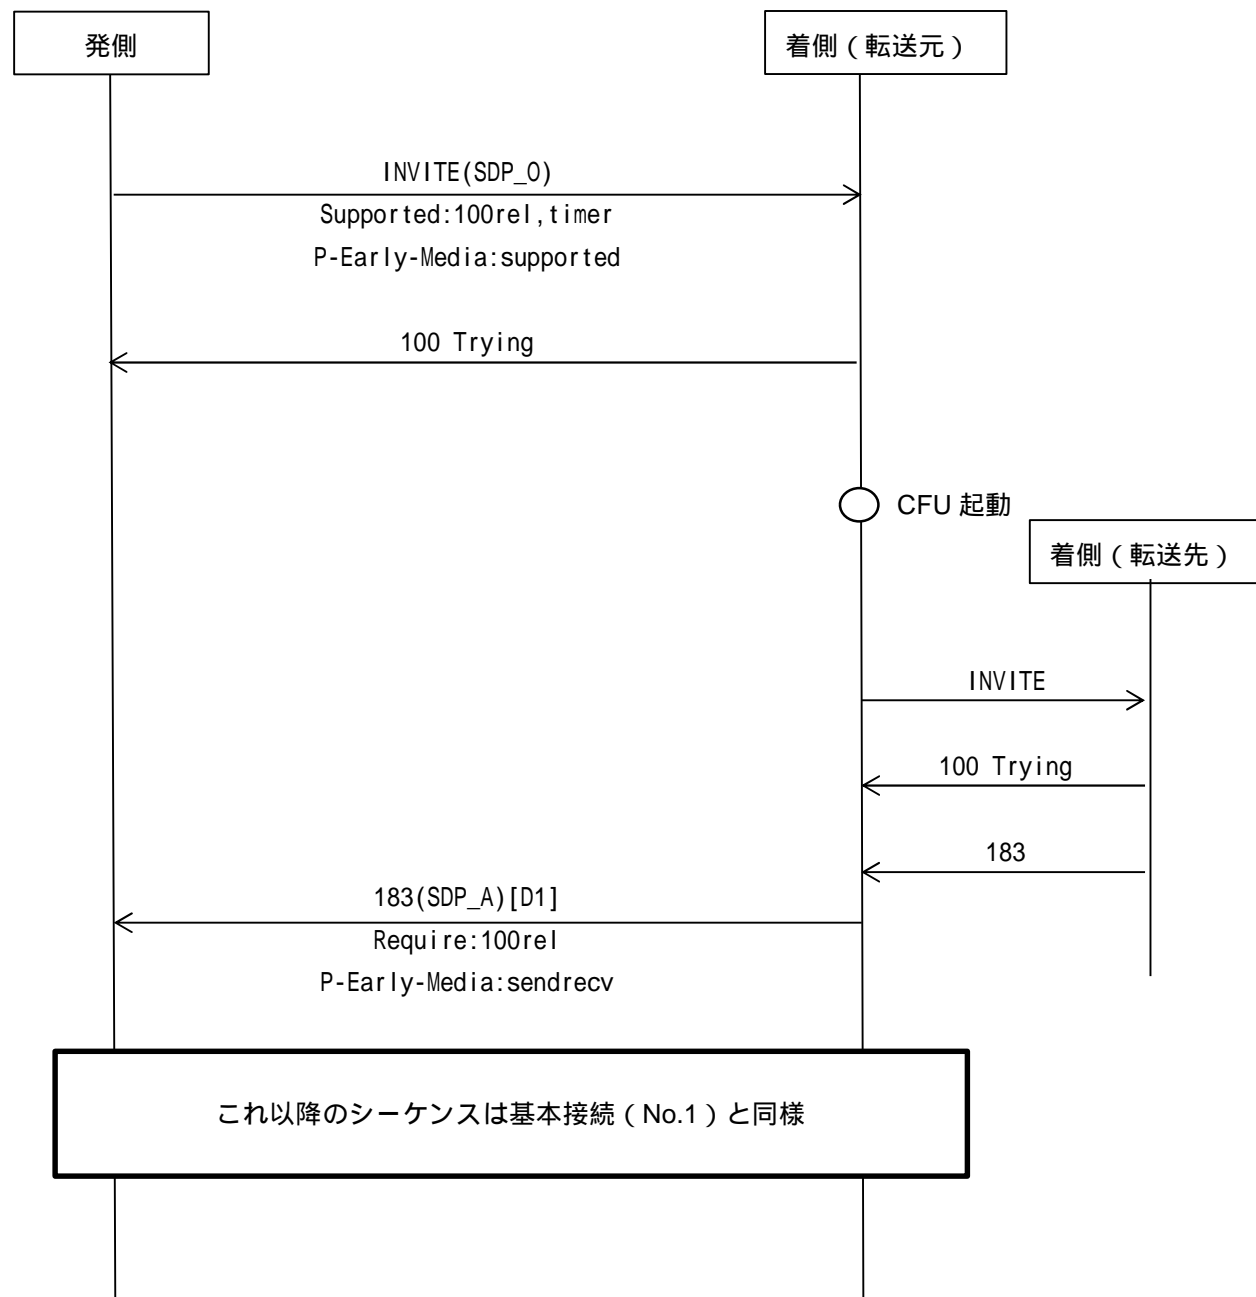 発側
着側（転送元）
INVITE(SDP_O)
Supported:100rel,timer
P-Early-Media:supported
100 Trying
CFU 起動
着側（転送先）
INVITE
100 Trying
183
183(SDP_A)[D1]
Require:100rel
P-Early-Media:sendrecv
これ以降のシーケンスは基本接続（No.1）と同様